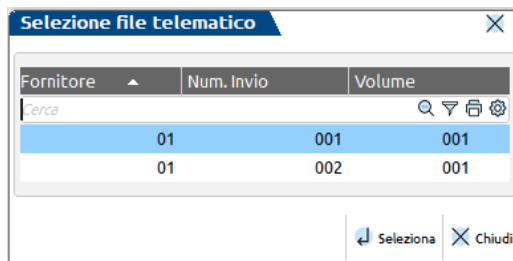 Selezione file telematico
Fornitore Num. Invio Volume
Cerca
01 001 001
01 002 001
Seleziona Chiudi